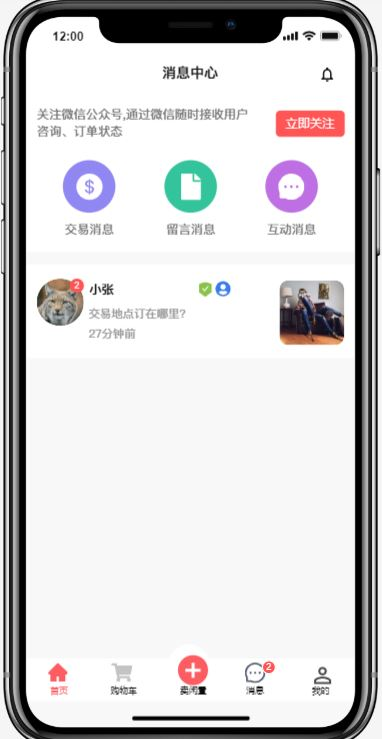 12:00
消息中心
关注微信公众号,通过微信随时接收用户
咨询、订单状态
立即关注
$
交易消息
留言消息
互动消息
2
小张
交易地点订在哪里?
27分钟前
2
首页
购物车
卖闲置
消息
我的